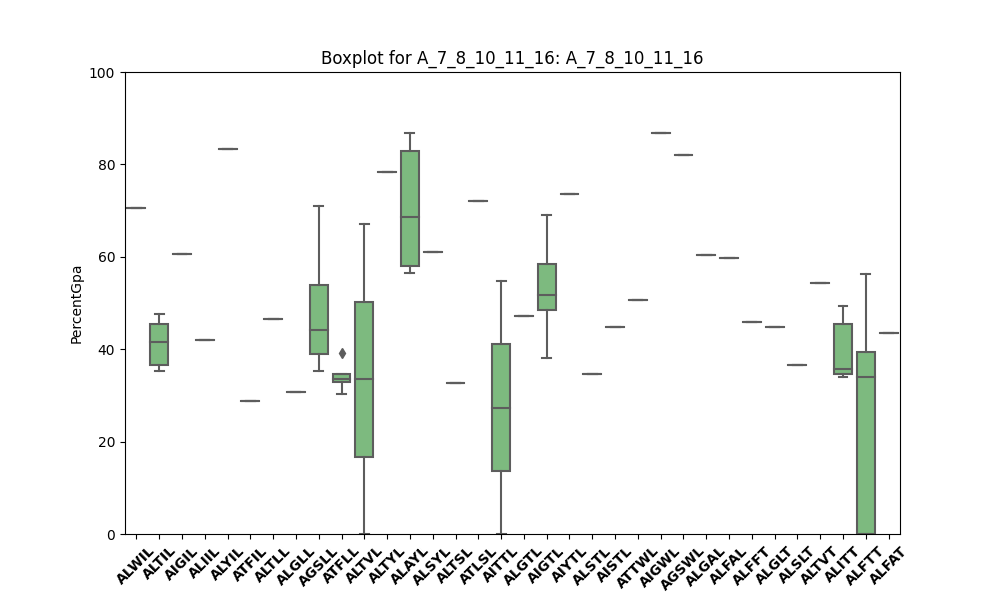 Boxplot for A_7_8_10_11_16: A_7_8_10_11_16
100
80
60
40
20
0
PercentGpa
ALWIL ALTIL AIGIL ALIIL ALYIL ATFIL ALTLL ALGLL AGSLL ATFLL ALTVL ALTYL ALAYL ALSYL ALTSL ATLSL AITTL ALGTL AIGTL AIYTL ALSTL AISTL ATTWL AIGWL AGSWL ALGAL ALFAL ALFFT ALGLT ALSLT ALTVT ALITT ALFTT ALFAT